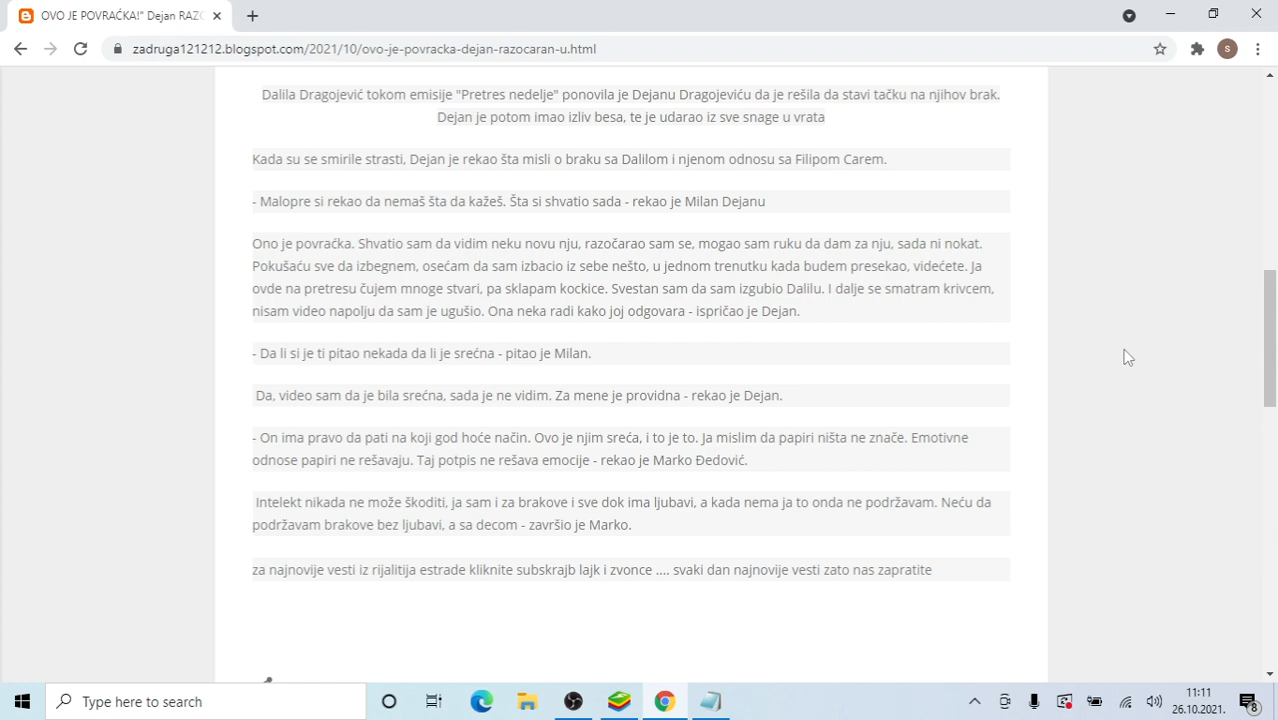 OVO JE POVRAĆKA!" Dejan RAZO
zadruga121212.blogspot.com/2021/10/ovo-je-povracka-dejan-razocaran-u.html
S
Dalila Dragojević tokom emisije "Pretres nedelje" ponovila je Dejanu Dragojeviću da je rešila da stavi tačku na njihov brak.
Dejan je potom imao izliv besa, te je udarao iz sve snage u vrata
Kada su se smirile strasti, Dejan je rekao šta misli o braku sa Dalilom i njenom odnosu sa Filipom Carem.
- Malopre si rekao da nemaš šta da kažeš. Šta si shvatio sada - rekao je Milan Dejanu
Ono je povraćka. Shvatio sam da vidim neku novu nju, razočarao sam se, mogao sam ruku da dam za nju, sada ni nokat.
Pokušaću sve da izbegnem, osećam da sam izbacio iz sebe nešto, u jednom trenutku kada budem presekao, videćete. Ja
ovde na pretresu čujem mnoge stvari, pa sklapam kockice. Svestan sam da sam izgubio Dalilu. I dalje se smatram krivcem,
nisam video napolju da sam je ugušio. Ona neka radi kako joj odgovara - ispričao je Dejan.
- Da li si je ti pitao nekada da li je srećna - pitao je Milan.
Da, video sam da je bila srećna, sada je ne vidim. Za mene je providna - rekao je Dejan.
- On ima pravo da pati na koji god hoće način. Ovo je njim sreća, i to je to. Ja mislim da papiri ništa ne znače. Emotivne
odnose papiri ne rešavaju. Taj potpis ne rešava emocije - rekao je Marko Đedović.
Intelekt nikada ne može škoditi, ja sam i za brakove i sve dok ima ljubavi, a kada nema ja to onda ne podržavam. Neću da
podržavam brakove bez ljubavi, a sa decom - završio je Marko.
za najnovije vesti iz rijalitija estrade kliknite subskrajb lajk i zvonce .... svaki dan najnovije vesti zato nas zapratite
Type here to search
11:11
26.10.2021.
8